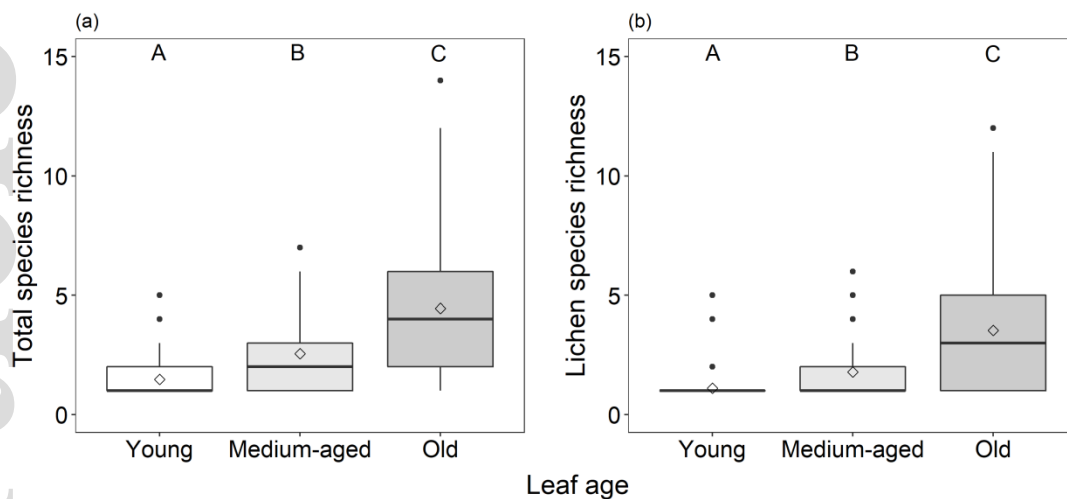 (a)
A B C
15
10
5
0
Total species richness
Young Medium-aged Old
(b)
A B C
15
10
5
0
Lichen species richness
Young Medium-aged Old
Leaf age